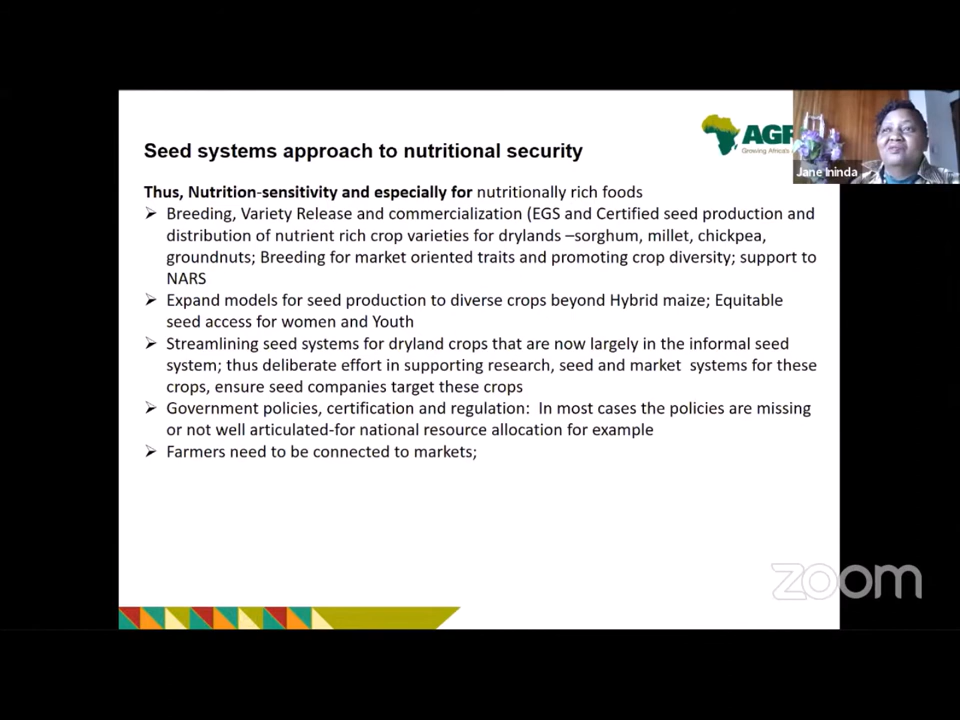 Seed systems approach to nutritional security
AGR
Growing Africa's
Jane Ininda
Thus, Nutrition-sensitivity and especially for nutritionally rich foods
➢ Breeding, Variety Release and commercialization (EGS and Certified seed production and
distribution of nutrient rich crop varieties for drylands –sorghum, millet, chickpea,
groundnuts; Breeding for market oriented traits and promoting crop diversity; support to
NARS
➢ Expand models for seed production to diverse crops beyond Hybrid maize; Equitable
seed access for women and Youth
➢ Streamlining seed systems for dryland crops that are now largely in the informal seed
system; thus deliberate effort in supporting research, seed and market systems for these
crops, ensure seed companies target these crops
➢ Government policies, certification and regulation: In most cases the policies are missing
or not well articulated-for national resource allocation for example
➢ Farmers need to be connected to markets;
zoom